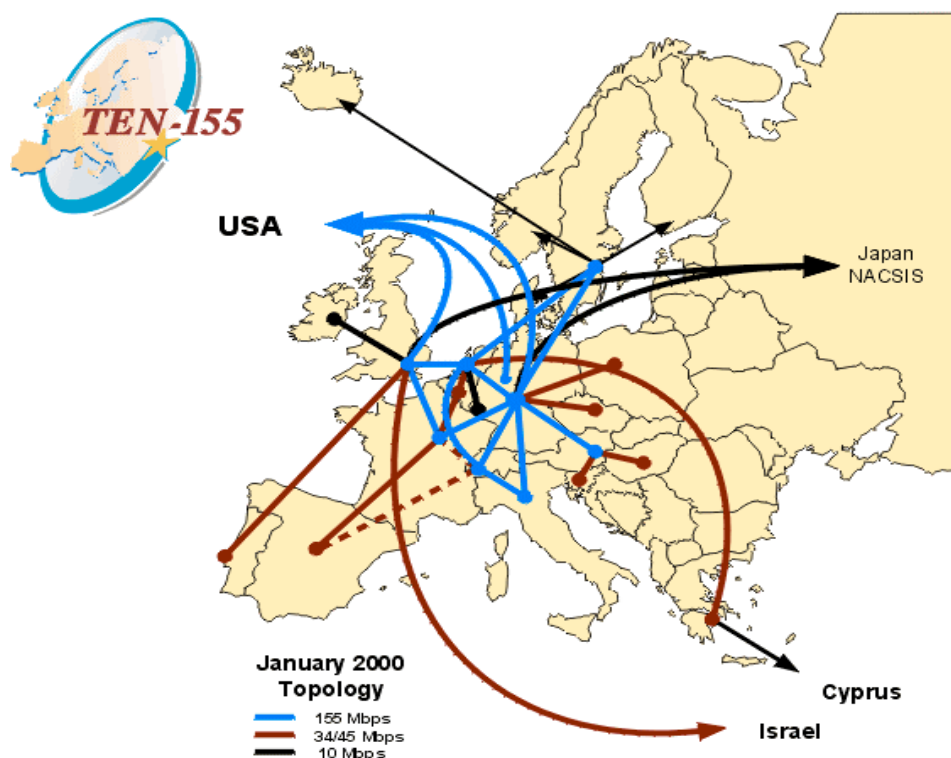 TEN-155
USA
Japan
NACSIS
January 2000
Topology
155 Mbps
34/45 Mbps
10 Mbps
Cyprus
Israel